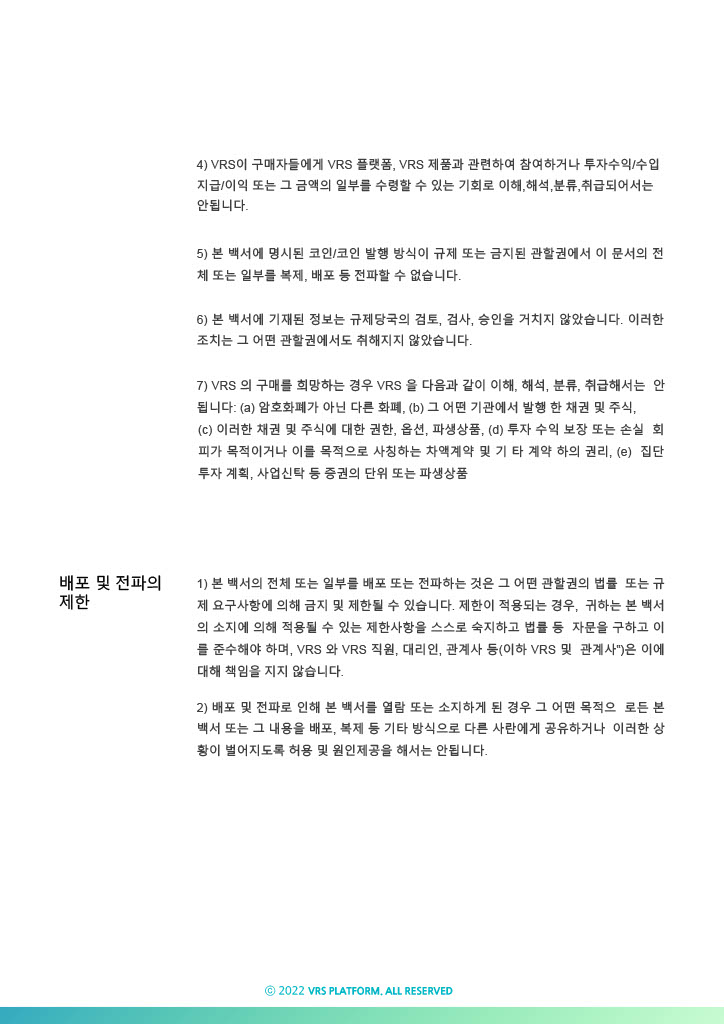 4) VRS이 구매자들에게 VRS 플랫폼, VRS 제품과 관련하여 참여하거나 투자수익/수입
지급/이익 또는 그 금액의 일부를 수령할 수 있는 기회로 이해,해석,분류,취급되어서는
안됩니다.
5) 본 백서에 명시된 코인/코인 발행 방식이 규제 또는 금지된 관할권에서 이 문서의 전
체 또는 일부를 복제, 배포 등 전파할 수 없습니다.
6) 본 백서에 기재된 정보는 규제당국의 검토, 검사, 승인을 거치지 않았습니다. 이러한
조치는 그 어떤 관할권에서도 취해지지 않았습니다.
7) VRS 의 구매를 희망하는 경우 VRS 을 다음과 같이 이해, 해석, 분류, 취급해서는 안
됩니다: (a) 암호화폐가 아닌 다른 화폐, (b) 그 어떤 기관에서 발행 한 채권 및 주식,
(c) 이러한 채권 및 주식에 대한 권한, 옵션, 파생상품, (d) 투자 수익 보장 또는 손실 회
피가 목적이거나 이를 목적으로 사칭하는 차액계약 및 기 타 계약 하의 권리, (e) 집단
투자 계획, 사업신탁 등 증권의 단위 또는 파생상품
배포 및 전파의
제한
1) 본 백서의 전체 또는 일부를 배포 또는 전파하는 것은 그 어떤 관할권의 법률 또는 규
제 요구사항에 의해 금지 및 제한될 수 있습니다. 제한이 적용되는 경우, 귀하는 본 백서
의 소지에 의해 적용될 수 있는 제한사항을 스스로 숙지하고 법률 등 자문을 구하고 이
를 준수해야 하며, VRS 와 VRS 직원, 대리인, 관계사 등(이하 VRS 및 관계사")은 이에
대해 책임을 지지 않습니다.
2) 배포 및 전파로 인해 본 백서를 열람 또는 소지하게 된 경우 그 어떤 목적으 로든 본
백서 또는 그 내용을 배포, 복제 등 기타 방식으로 다른 사란에게 공유하거나 이러한 상
황이 벌어지도록 허용 및 원인제공을 해서는 안됩니다.
ⓒ 2022 VRS PLATFORM. ALL RESERVED